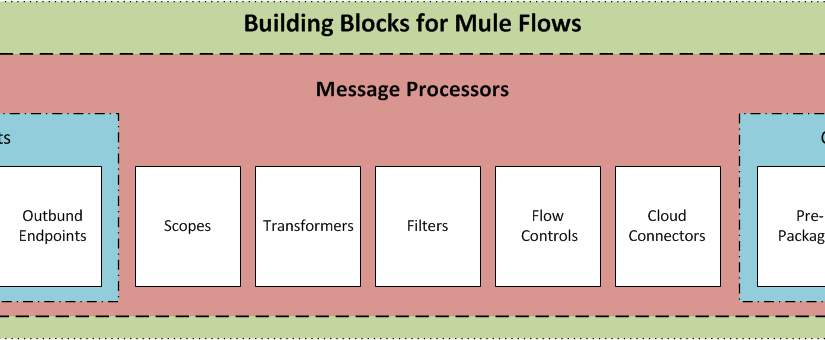 Building Blocks for Mule Flows
Message Processors
ts
Outbund
Endpoints
Scopes
Transformers
Filters
Flow
Controls
Cloud
Connectors
Pre-
Packag